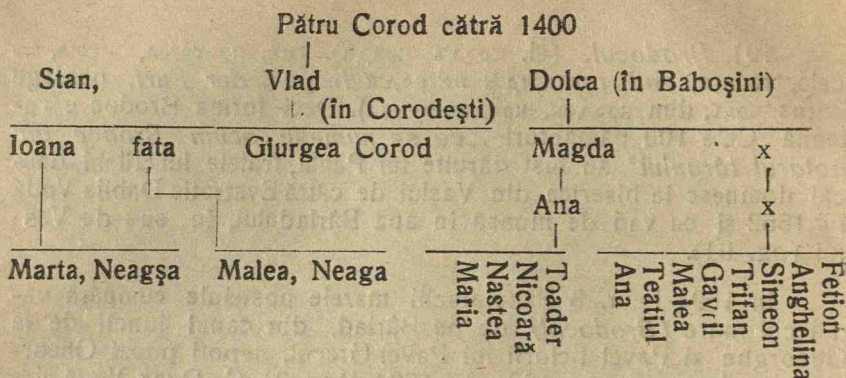 Pătru Corod cătră 1400
Stan, Vlad Dolca (în Baboşini)
(în Corodeşti)
Ioana fata Giurgea Corod Magda x
Ana x
Marta, Neagşa Malea, Neaga
Maria
Nastea
Nicoară
Toader
Ana
Teatiul
Malea
Gavril
Trifan
Simeon
Anghelina
Fetion